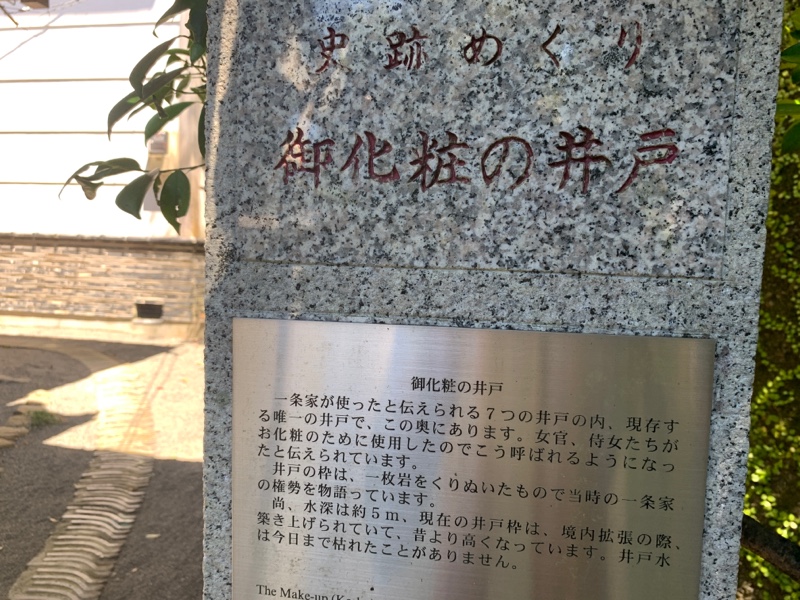 史跡めぐり
御化粧の井戸
御化粧の井戸
一条家が使ったと伝えられる７つの井戸の内、現存す
る唯一の井戸で、この奥にあります。女官、侍女たちが
お化粧のために使用したのでこう呼ばれるようになっ
たと伝えられています。
井戸の枠は、一枚岩をくりぬいたもので当時の一条家
の権勢を物語っています。
尚、水深は約５ｍ、現在の井戸枠は、境内拡張の際、
築き上げられていて、昔より高くなっています。井戸水
は今日まで枯れたことがありません。
The Make-up